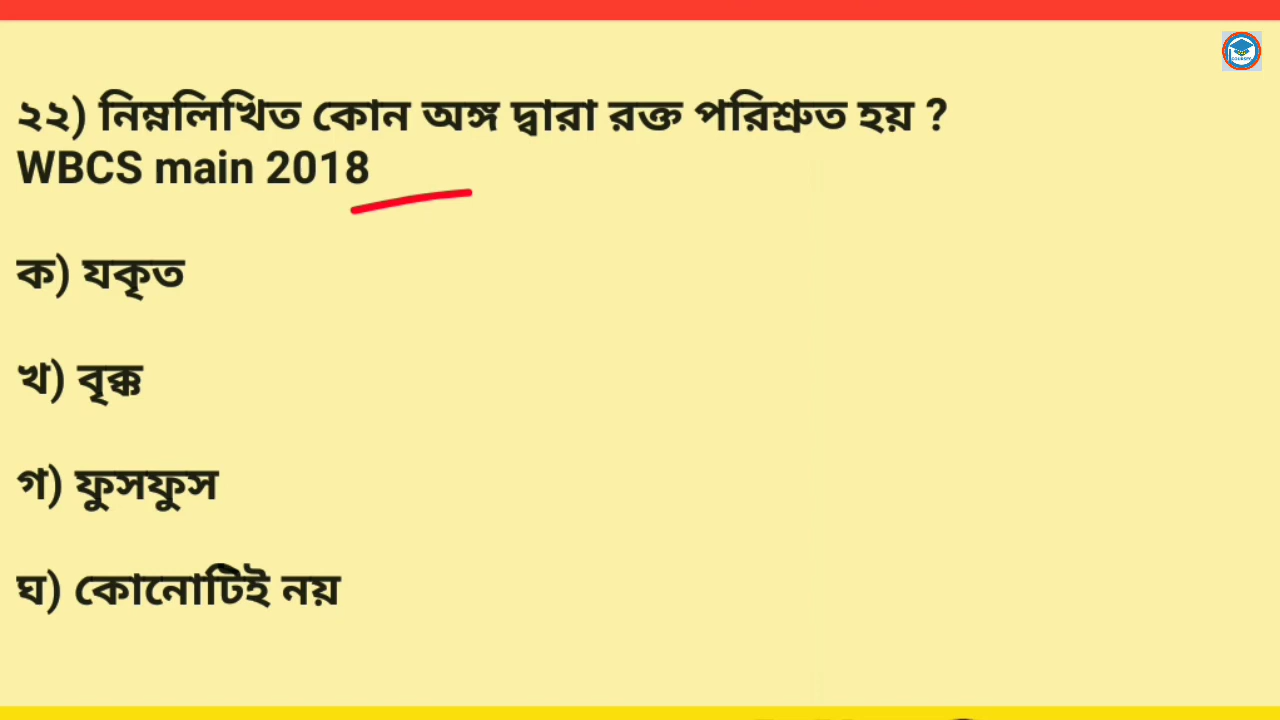 ২২) নিম্নলিখিত কোন অঙ্গ দ্বারা রক্ত পরিশ্রুত হয় ?
WBCS main 2018
ক) যকৃত
খ) বৃক্ক
গ) ফুসফুস
ঘ) কোনোটিই নয়